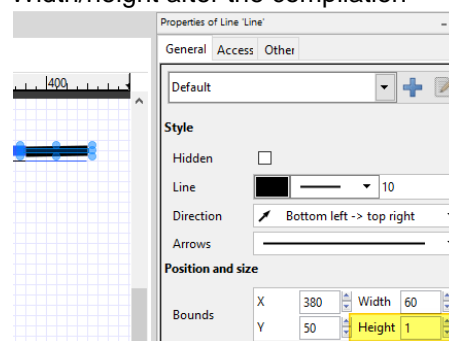 Width/height after the compilation
Properties of Line 'Line'
General Access Other
400
Default
Style
Hidden
Line 10
Direction Bottom left -> top right
Arrows
Position and size
X 380 Width 60
Bounds
Y 50 Height 1